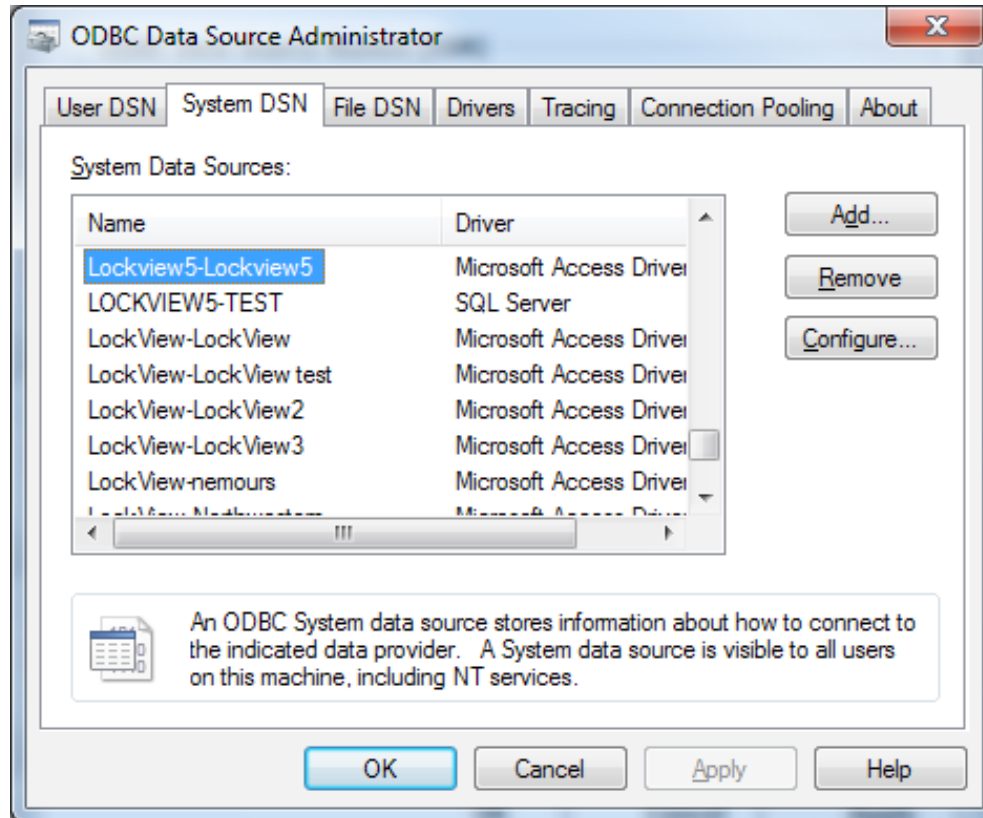 ODBC Data Source Administrator
User DSN System DSN File DSN Drivers Tracing Connection Pooling About
System Data Sources:
Name Driver
Lockview5-Lockview5 Microsoft Access Driver
LOCKVIEW5-TEST SQL Server
LockView-LockView Microsoft Access Driver
LockView-LockView test Microsoft Access Driver
LockView-LockView2 Microsoft Access Driver
LockView-LockView3 Microsoft Access Driver
LockView-nemours Microsoft Access Driver
Add...
Remove
Configure...
An ODBC System data source stores information about how to connect to
the indicated data provider. A System data source is visible to all users
on this machine, including NT services.
OK Cancel Apply Help